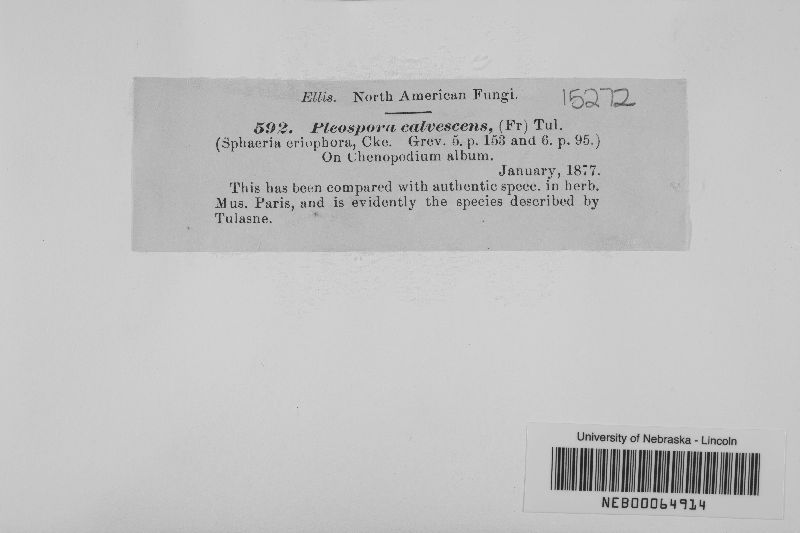 Ellis. North American Fungi. 15272
592. Pleospora calvescens, (Fr) Tul.
(Sphaeria eriophora, Cke. Grev. 5. p. 153 and 6. p. 95.)
On Chenopodium album.
January, 1877.
This has been compared with authentic spece. in herb.
Mus. Paris, and is evidently the species described by
Tulasne.
University of Nebraska - Lincoln
NEB00064914